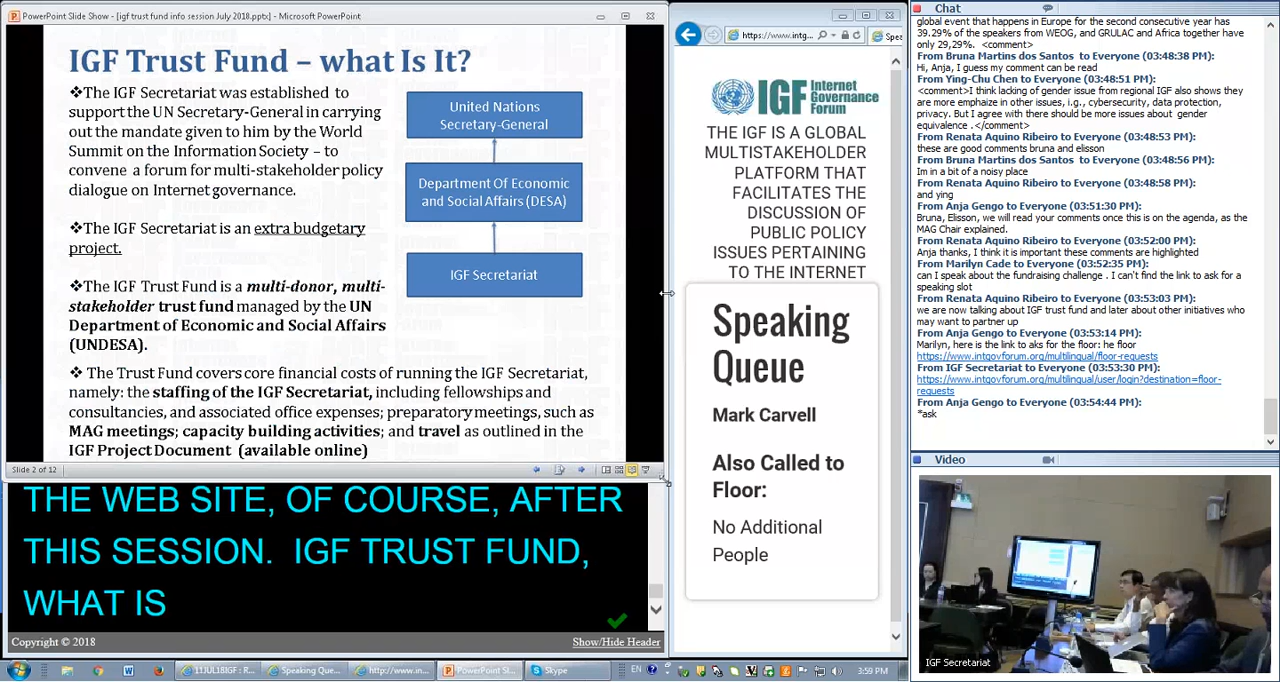 PowerPoint Slide Show - [igf trust fund info session July 2018.pptx] - Microsoft PowerPoint
IGF Trust Fund – what Is It?
❖The IGF Secretariat was established to
support the UN Secretary-General in carrying
out the mandate given to him by the World
Summit on the Information Society – to
convene a forum for multi-stakeholder policy
dialogue on Internet governance.
❖The IGF Secretariat is an extra budgetary
project.
❖The IGF Trust Fund is a multi-donor, multi-
stakeholder trust fund managed by the UN
Department of Economic and Social Affairs
(UNDESA).
❖ The Trust Fund covers core financial costs of running the IGF Secretariat,
namely: the staffing of the IGF Secretariat, including fellowships and
consultancies, and associated office expenses; preparatory meetings, such as
MAG meetings; capacity building activities; and travel as outlined in the
IGF Project Document (available online)
United Nations
Secretary-General
Department Of Economic
and Social Affairs (DESA)
IGF Secretariat
Slide 2 of 12
THE WEB SITE, OF COURSE, AFTER
THIS SESSION. IGF TRUST FUND,
WHAT IS
Copyright © 2018
Show/Hide Header
https://www.intg...
Spe
IGF Internet
Governance
Forum
THE IGF IS A GLOBAL
MULTISTAKEHOLDER
PLATFORM THAT
FACILITATES THE
DISCUSSION OF
PUBLIC POLICY
ISSUES PERTAINING
TO THE INTERNET
Speaking
Queue
Mark Carvell
Also Called to
Floor:
No Additional
People
Chat
global event that happens in Europe for the second consecutive year has
39.29% of the speakers from WEOG, and GRULAC and Africa together have
only 29,29%. <comment>
From Bruna Martins dos Santos to Everyone (03:48:38 PM):
Hi, Anja, I guess my comment can be read
From Ying-Chu Chen to Everyone (03:48:51 PM):
<comment>I think lacking of gender issue from regional IGF also shows they
are more emphaize in other issues, i.g., cybersecurity, data protection,
privacy. But I agree with there should be more issues about gender
equivalence .</comment>
From Renata Aquino Ribeiro to Everyone (03:48:53 PM):
these are good comments bruna and elisson
From Bruna Martins dos Santos to Everyone (03:48:56 PM):
Im in a bit of a noisy place
From Renata Aquino Ribeiro to Everyone (03:48:58 PM):
and ying
From Anja Gengo to Everyone (03:51:30 PM):
Bruna, Elisson, we will read your comments once this is on the agenda, as the
MAG Chair explained.
From Renata Aquino Ribeiro to Everyone (03:52:00 PM):
Anja thanks, I think it is important these comments are highlighted
From Marilyn Cade to Everyone (03:52:35 PM):
can I speak about the fundraising challenge . I can't find the link to ask for a
speaking slot
From Renata Aquino Ribeiro to Everyone (03:53:03 PM):
we are now talking about IGF trust fund and later about other initiatives who
may want to partner up
From Anja Gengo to Everyone (03:53:14 PM):
Marilyn, here is the link to aks for the floor: he floor
https://www.intgovforum.org/multilingual/floor-requests
From IGF Secretariat to Everyone (03:53:30 PM):
https://www.intgovforum.org/multilingual/user/login?destination=floor-
requests
From Anja Gengo to Everyone (03:54:44 PM):
*ask
Video
IGF Secretariat
11JUL18IGF : R...
Speaking Que...
http://www.in...
PowerPoint Sl...
Skype
EN
3:59 PM